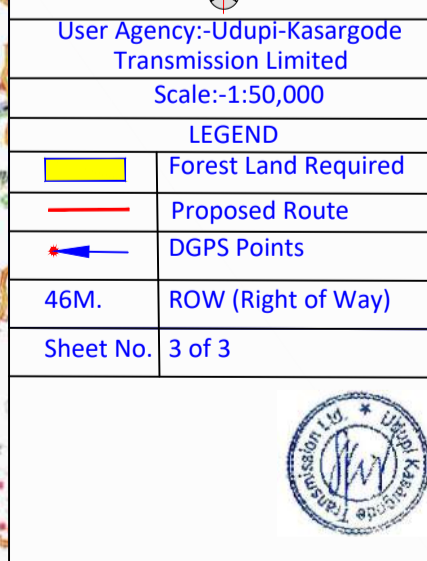 User Agency:-Udupi-Kasargode
Transmission Limited
Scale:-1:50,000
LEGEND
Forest Land Required
Proposed Route
DGPS Points
46M. ROW (Right of Way)
Sheet No. 3 of 3
Udupi Kasargode Transmission Ltd. *